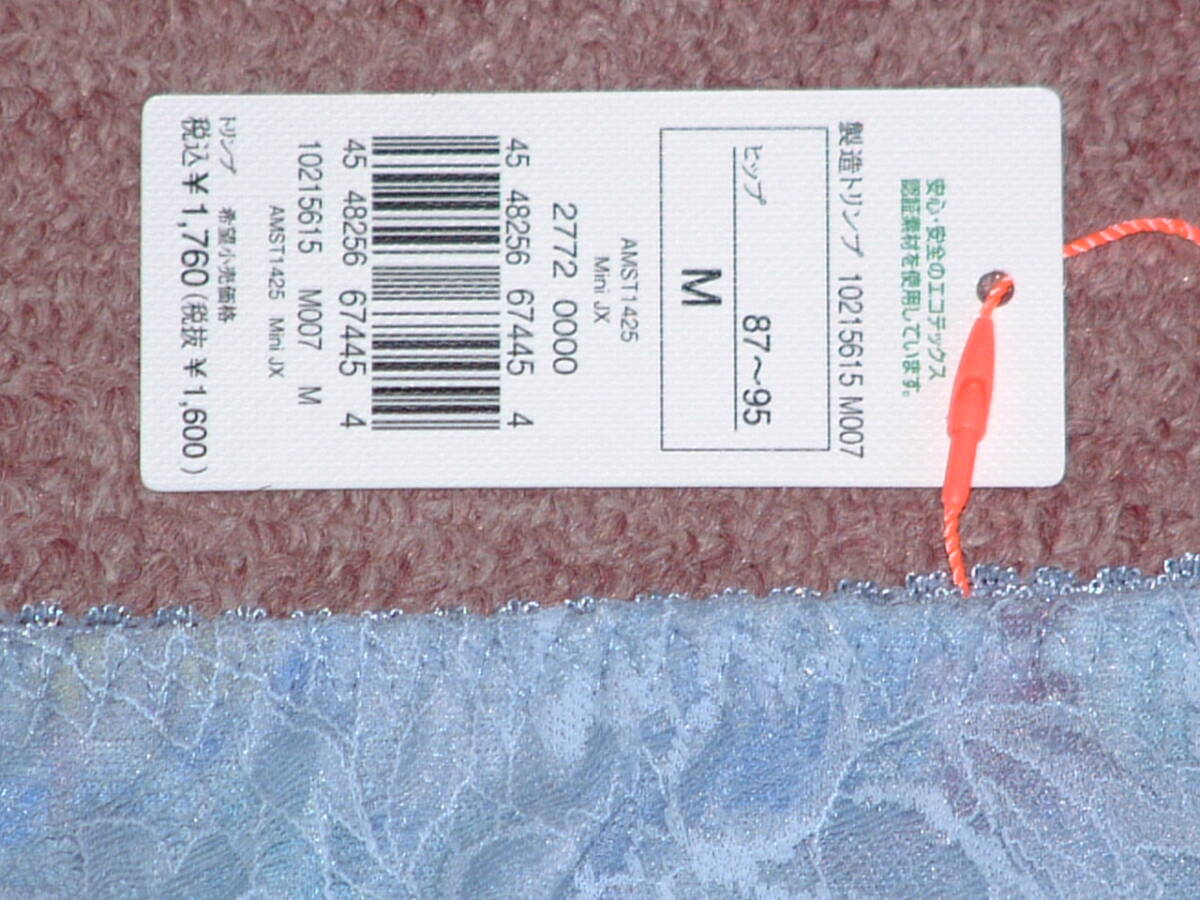 安心・安全のエコテックス
認証素材を使用しています。
製造トリンプ 10215615 M007
ヒップ 87～95
M
AMST1425
Mini JX
2772 0000
45 48256 67445 4
45 48256 67445 4
10215615 M007 M
AMST1425 Mini JX
トリンプ 希望小売価格
税込￥1,760(税抜￥1,600)